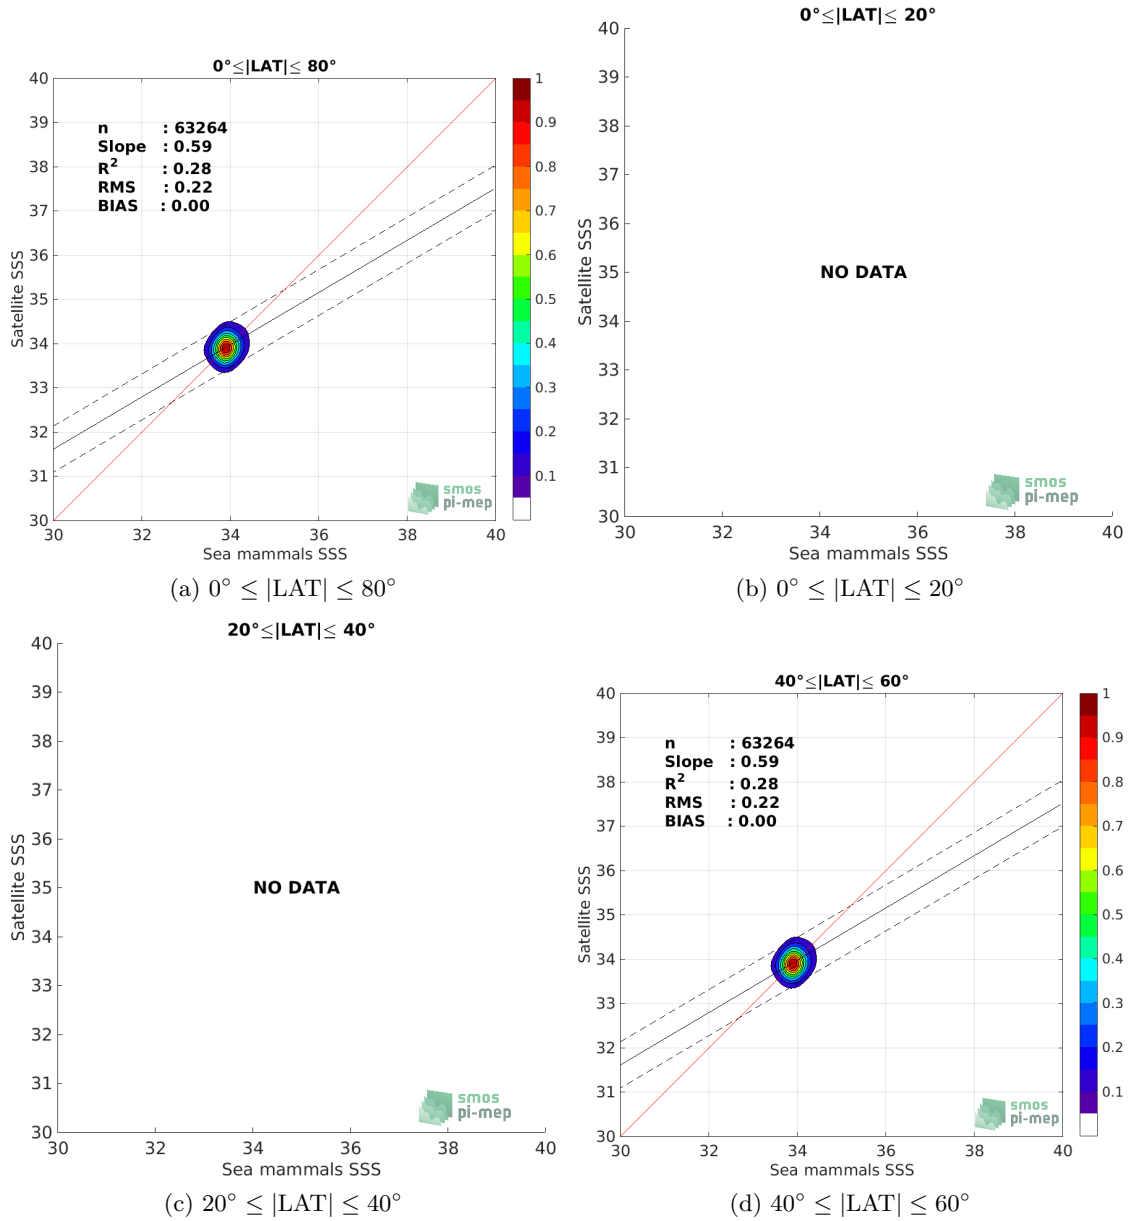 0°≤|LAT|≤ 80°
n : 63264
Slope : 0.59
R2 : 0.28
RMS : 0.22
BIAS : 0.00
40
39
38
37
36
35
34
33
32
31
30
30 32 34 36 38 40
Satellite SSS
Sea mammals SSS
1
0.9
0.8
0.7
0.6
0.5
0.4
0.3
0.2
0.1
smos
pi-mep
(a) 0° ≤ |LAT| ≤ 80°
0°≤|LAT|≤ 20°
40
39
38
37
36
35
34
33
32
31
30
30 32 34 36 38 40
Satellite SSS
Sea mammals SSS
NO DATA
smos
pi-mep
(b) 0° ≤ |LAT| ≤ 20°
20°≤|LAT|≤ 40°
40
39
38
37
36
35
34
33
32
31
30
30 32 34 36 38 40
Satellite SSS
Sea mammals SSS
NO DATA
smos
pi-mep
(c) 20° ≤ |LAT| ≤ 40°
40°≤|LAT|≤ 60°
n : 63264
Slope : 0.59
R2 : 0.28
RMS : 0.22
BIAS : 0.00
40
39
38
37
36
35
34
33
32
31
30
30 32 34 36 38 40
Satellite SSS
Sea mammals SSS
1
0.9
0.8
0.7
0.6
0.5
0.4
0.3
0.2
0.1
smos
pi-mep
(d) 40° ≤ |LAT| ≤ 60°